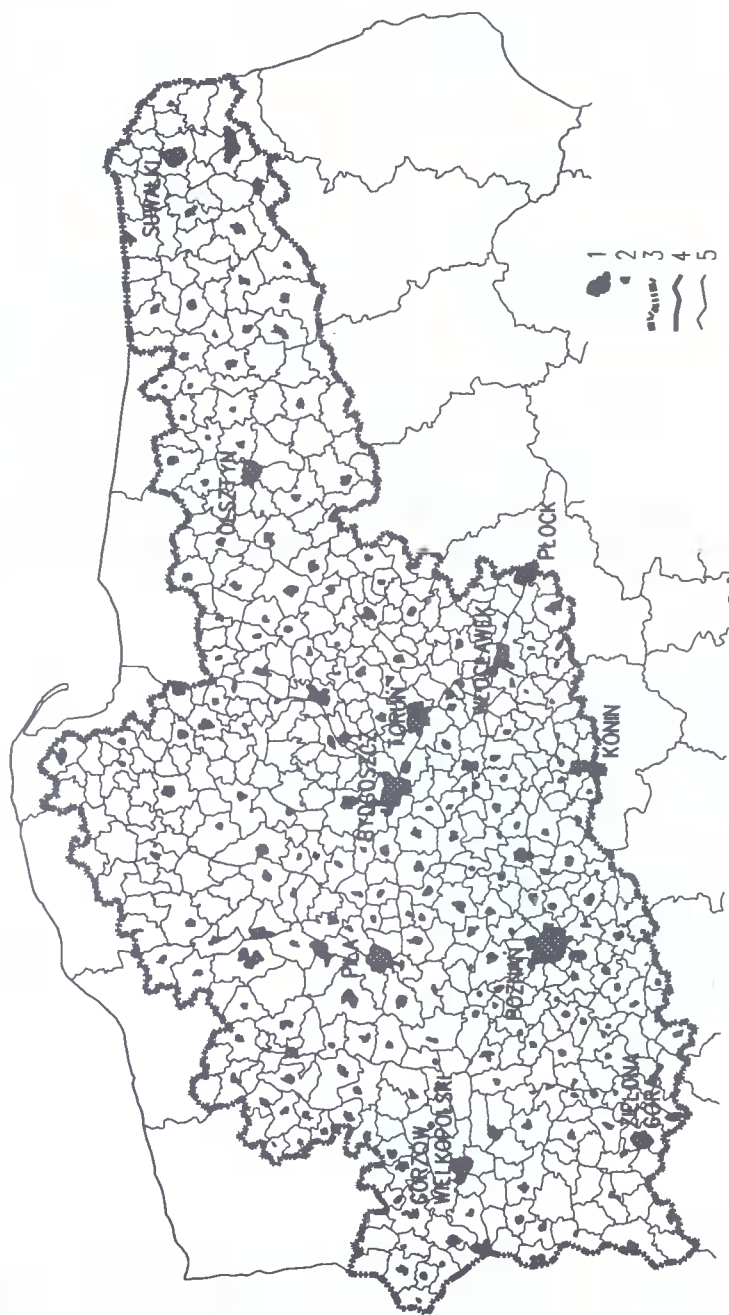 SUWAŁKI
OLSZTYN
PŁOCK
WŁOCŁAWEK
TORUŃ
BYDGOSZCZ
KONIN
PIŁA
POZNAŃ
GORZÓW
WIELKOPOLSKI
ZIELONA
GÓRA
1
2
3
4
5